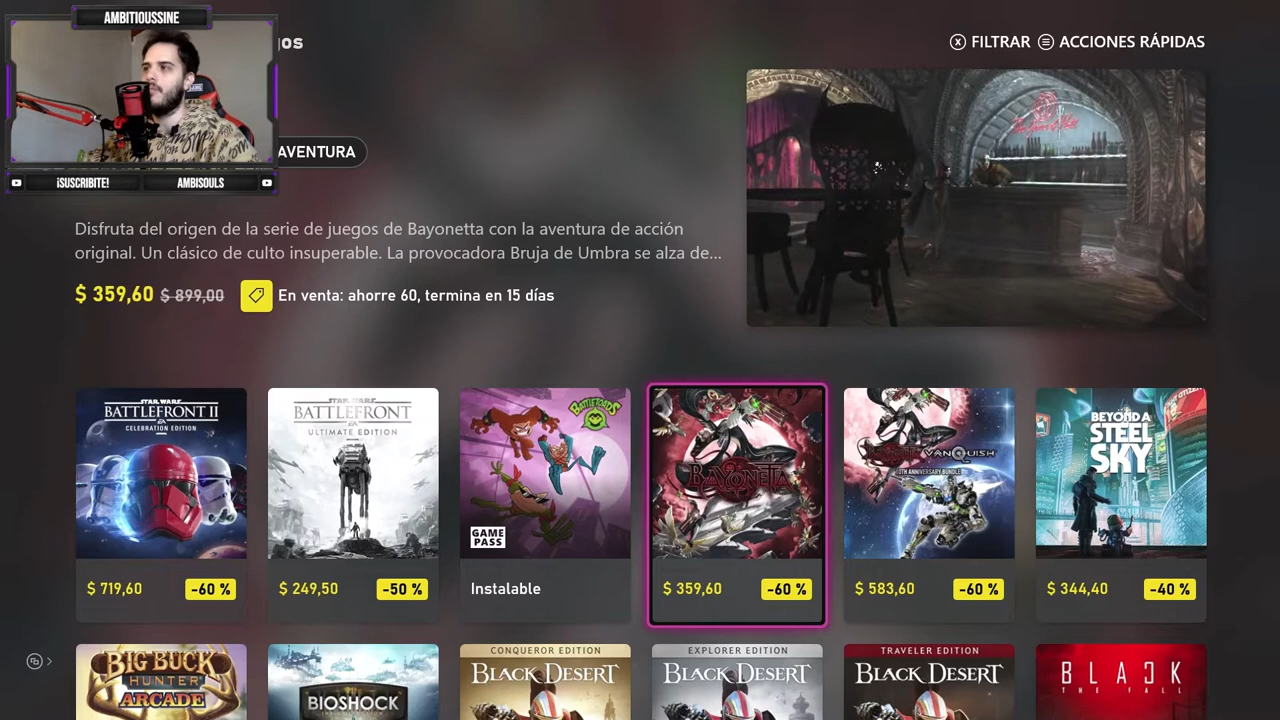 AMBITIOUSSINE
gos
FILTRAR
ACCIONES RÁPIDAS
AVENTURA
¡SUSCRIBITE!
AMBISOULS
Disfruta del origen de la serie de juegos de Bayonetta con la aventura de acción
original. Un clásico de culto insuperable. La provocadora Bruja de Umbra se alza de...
$ 359,60 $ 899,00 En venta: ahorre 60, termina en 15 días
STAR WARS
BATTLEFRONT II
CELEBRATION EDITION
STAR WARS
BATTLEFRONT
EA
ULTIMATE EDITION
BATTLETOADS
GAME
PASS
BAYONETTA
VANQUISH
10TH ANNIVERSARY BUNDLE
BEYOND A
STEEL
SKY
$ 719,60 -60 %
$ 249,50 -50 %
Instalable
$ 359,60 -60 %
$ 583,60 -60 %
$ 344,40 -40 %
BIG BUCK
HUNTER
ARCADE
BIOSHOCK
CONQUEROR EDITION
BLACK DESERT
EXPLORER EDITION
BLACK DESERT
TRAVELER EDITION
BLACK DESERT
BLACK
THE FALL